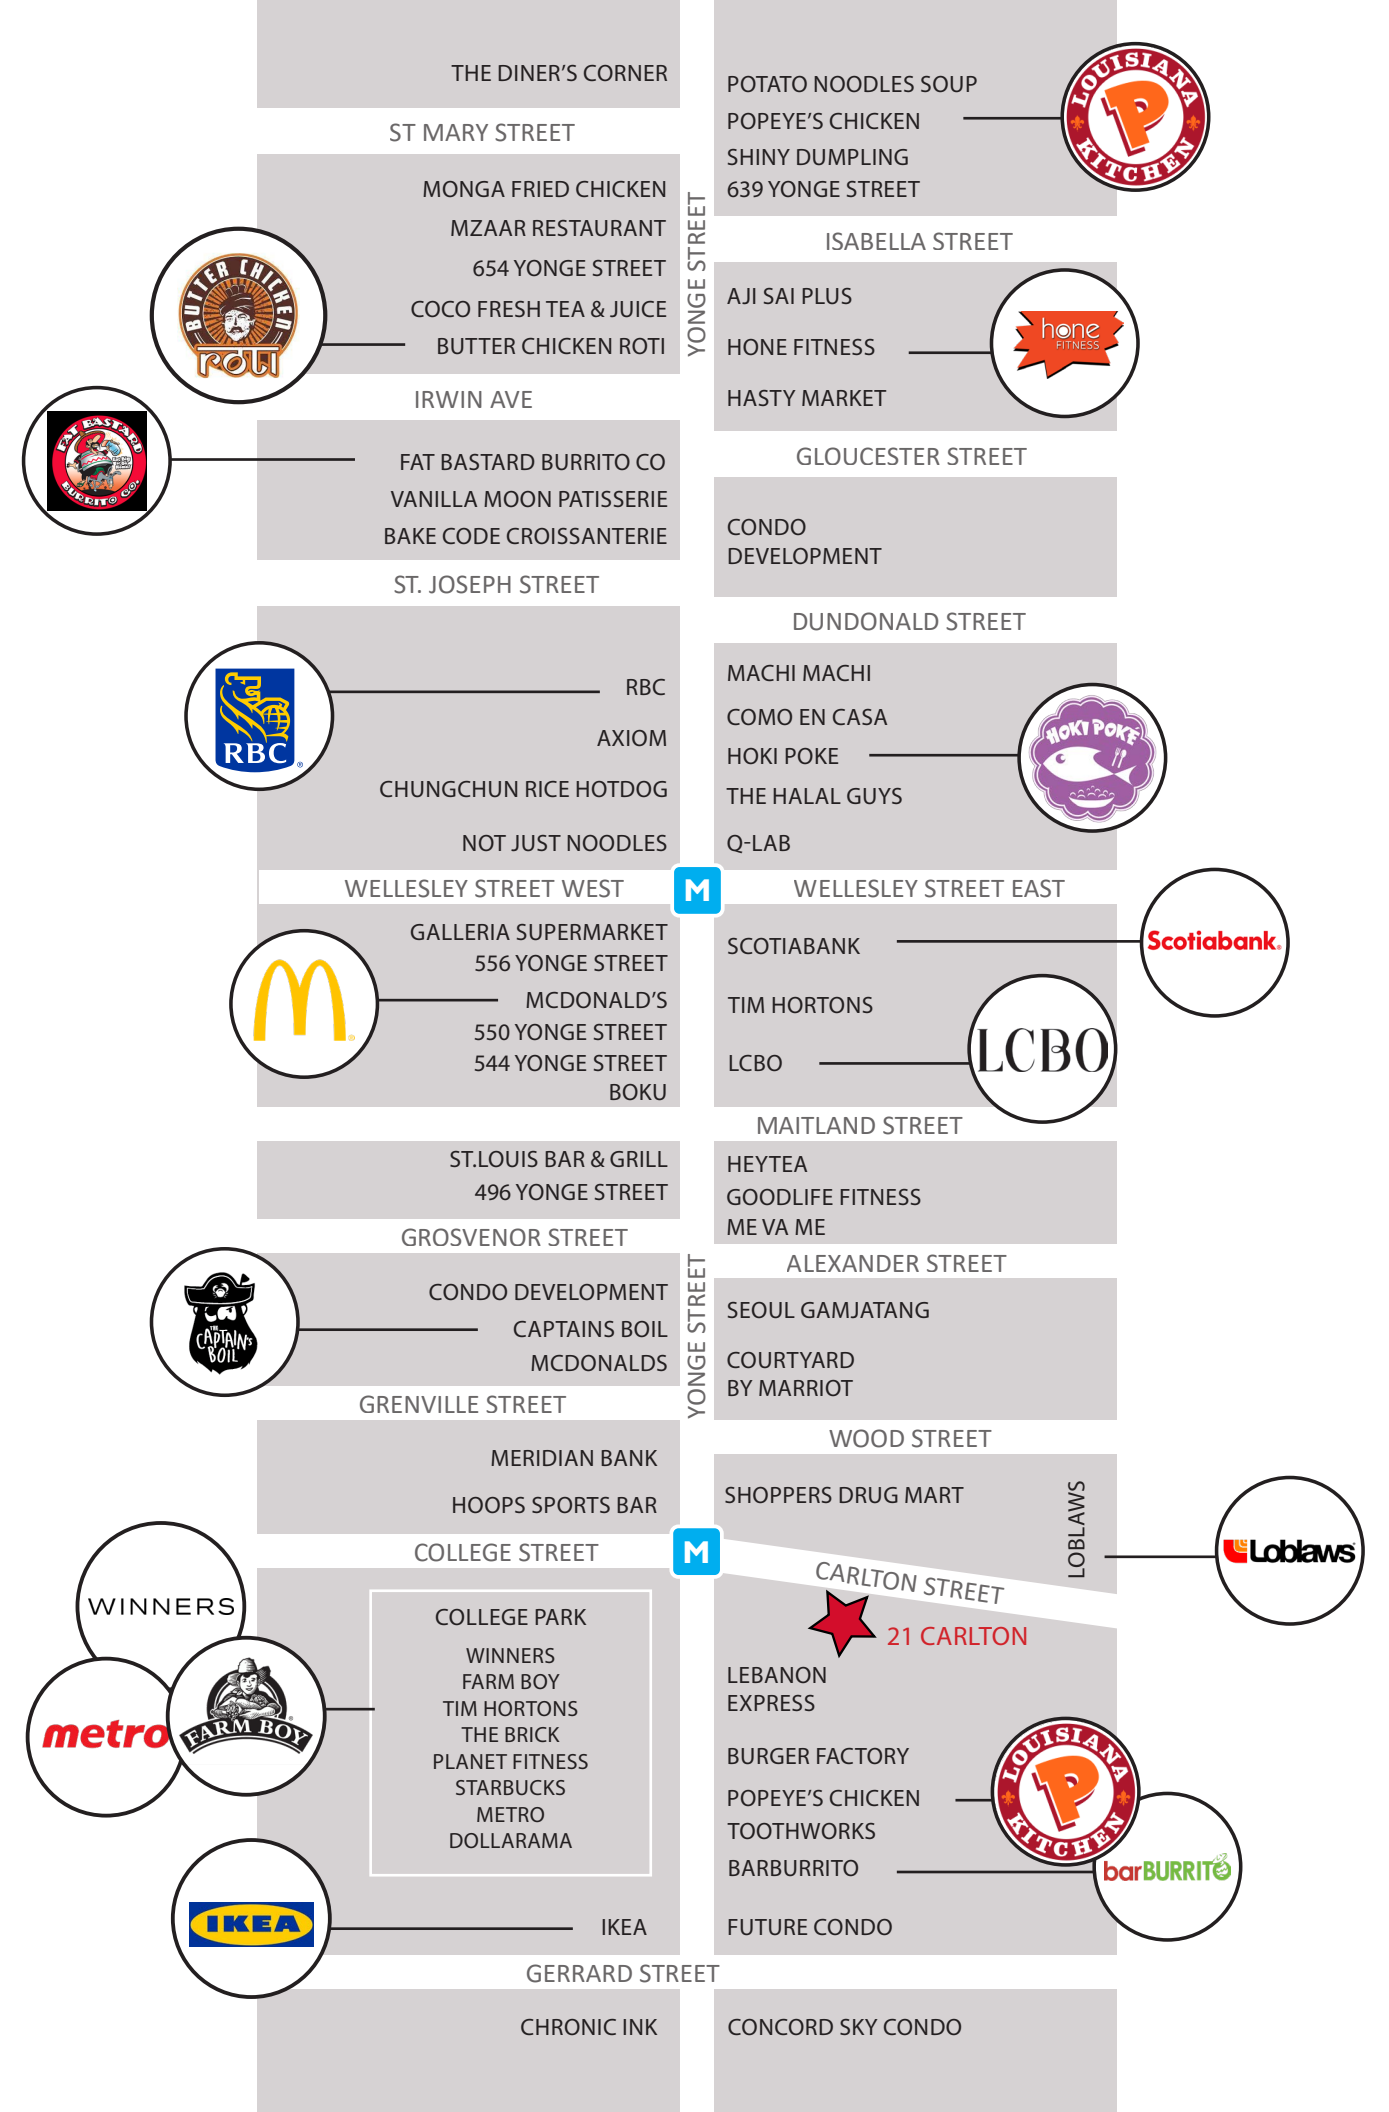 THE DINER'S CORNER
ST MARY STREET
MONGA FRIED CHICKEN
MZAAR RESTAURANT
654 YONGE STREET
COCO FRESH TEA & JUICE
BUTTER CHICKEN ROTI
BUTTER CHICKEN
roti
IRWIN AVE
FAT BASTARD
BURRITO CO.
FAT BASTARD BURRITO CO
VANILLA MOON PATISSERIE
BAKE CODE CROISSANTERIE
ST. JOSEPH STREET
RBC
RBC
AXIOM
CHUNGCHUN RICE HOTDOG
NOT JUST NOODLES
WELLESLEY STREET WEST
GALLERIA SUPERMARKET
556 YONGE STREET
MCDONALD'S
550 YONGE STREET
544 YONGE STREET
BOKU
ST.LOUIS BAR & GRILL
496 YONGE STREET
GROSVENOR STREET
CONDO DEVELOPMENT
CAPTAINS BOIL
MCDONALDS
THE
CAPTAIN'S
BOIL
GRENVILLE STREET
MERIDIAN BANK
HOOPS SPORTS BAR
COLLEGE STREET
COLLEGE PARK
WINNERS
FARM BOY
TIM HORTONS
THE BRICK
PLANET FITNESS
STARBUCKS
METRO
DOLLARAMA
WINNERS
metro
FARM BOY
IKEA
IKEA
GERRARD STREET
CHRONIC INK
YONGE STREET
M
YONGE STREET
M
POTATO NOODLES SOUP
POPEYE'S CHICKEN
SHINY DUMPLING
639 YONGE STREET
LOUISIANA
P
KITCHEN
ISABELLA STREET
AJI SAI PLUS
HONE FITNESS
HASTY MARKET
hone
FITNESS
GLOUCESTER STREET
CONDO
DEVELOPMENT
DUNDONALD STREET
MACHI MACHI
COMO EN CASA
HOKI POKE
THE HALAL GUYS
Q-LAB
HOKI POKÉ
WELLESLEY STREET EAST
SCOTIABANK
Scotiabank
TIM HORTONS
LCBO
LCBO
MAITLAND STREET
HEYTEA
GOODLIFE FITNESS
ME VA ME
ALEXANDER STREET
SEOUL GAMJATANG
COURTYARD
BY MARRIOT
WOOD STREET
SHOPPERS DRUG MART
LOBLAWS
Loblaws
CARLTON STREET
21 CARLTON
LEBANON
EXPRESS
BURGER FACTORY
POPEYE'S CHICKEN
TOOTHWORKS
BARBURRITO
FUTURE CONDO
LOUISIANA
P
KITCHEN
barBURRITO
CONCORD SKY CONDO